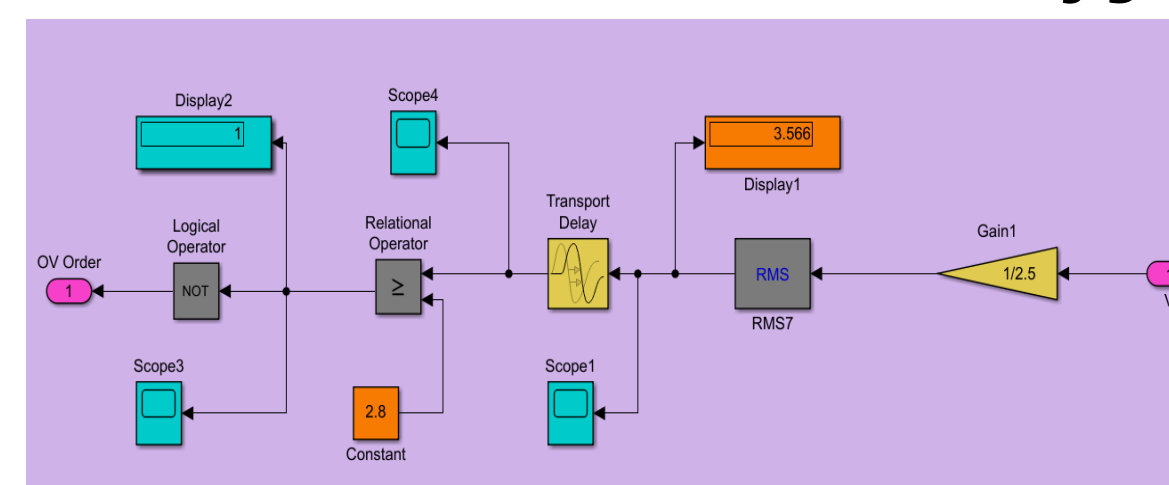 Display2
1
Scope4
3.566
Display1
Transport
Delay
Gain1
Logical
Operator
Relational
Operator
OV Order
1
NOT
≥
RMS
1/2.5
RMS7
Scope3
Scope1
2.8
Constant